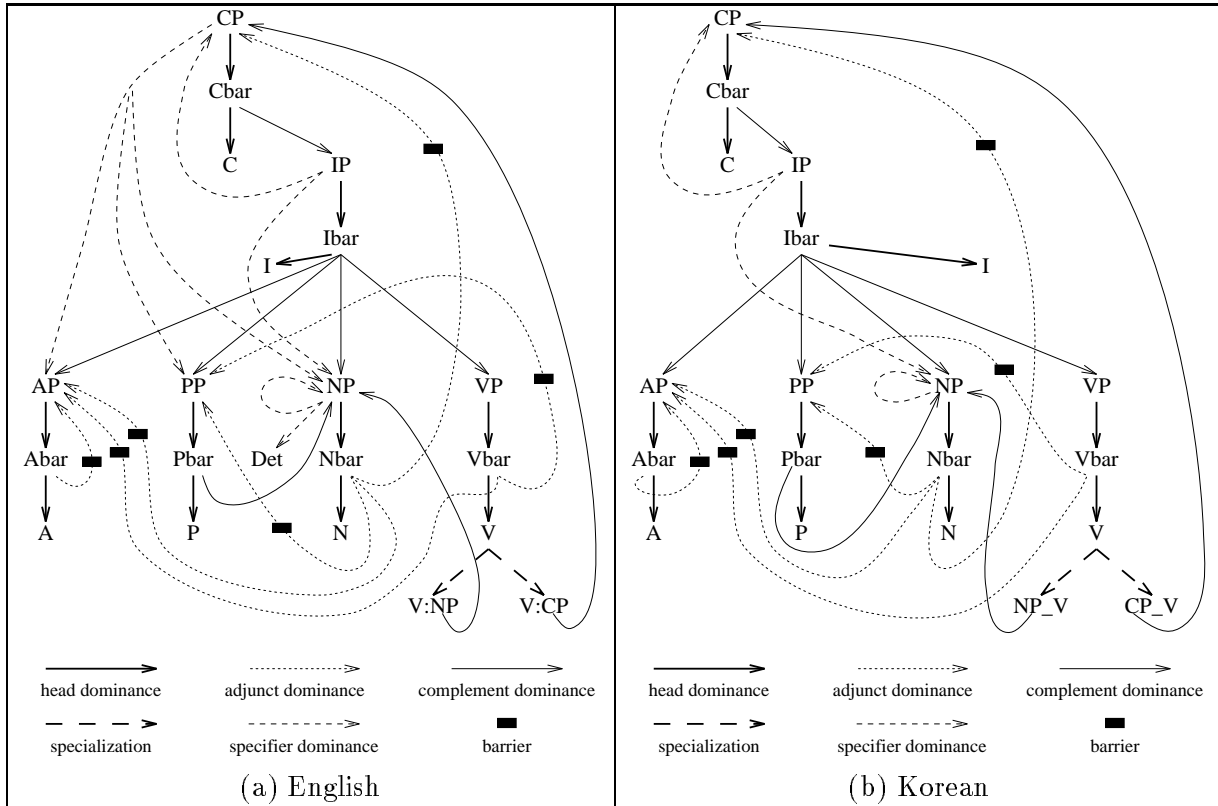 CP
Cbar
C IP
Ibar
I
AP PP NP VP
Abar Pbar Det Nbar Vbar
A P N V
V:NP V:CP
head dominance adjunct dominance complement dominance
specialization specifier dominance barrier
(a) English
CP
Cbar
C IP
Ibar
I
AP PP NP VP
Abar Pbar Nbar Vbar
A P N V
NP_V CP_V
head dominance adjunct dominance complement dominance
specialization specifier dominance barrier
(b) Korean